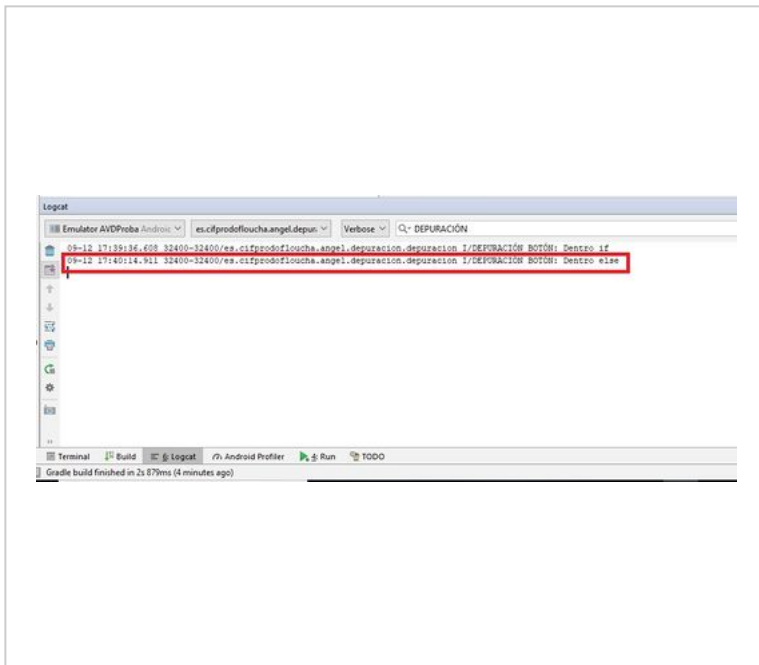 Logcat
Emulator AVDProba Androic es.cifprodofloucha.angel.depur Verbose DEPURACIÓN
09-12 17:39:36.608 32400-32400/es.cifprodofloucha.angel.depuracion.depuracion I/DEPURACIÓN BOTÓN: Dentro if
09-12 17:40:14.911 32400-32400/es.cifprodofloucha.angel.depuracion.depuracion I/DEPURACIÓN BOTÓN: Dentro else
Terminal Build 6: Logcat Android Profiler 4: Run TODO
Gradle build finished in 2s 879ms (4 minutes ago)